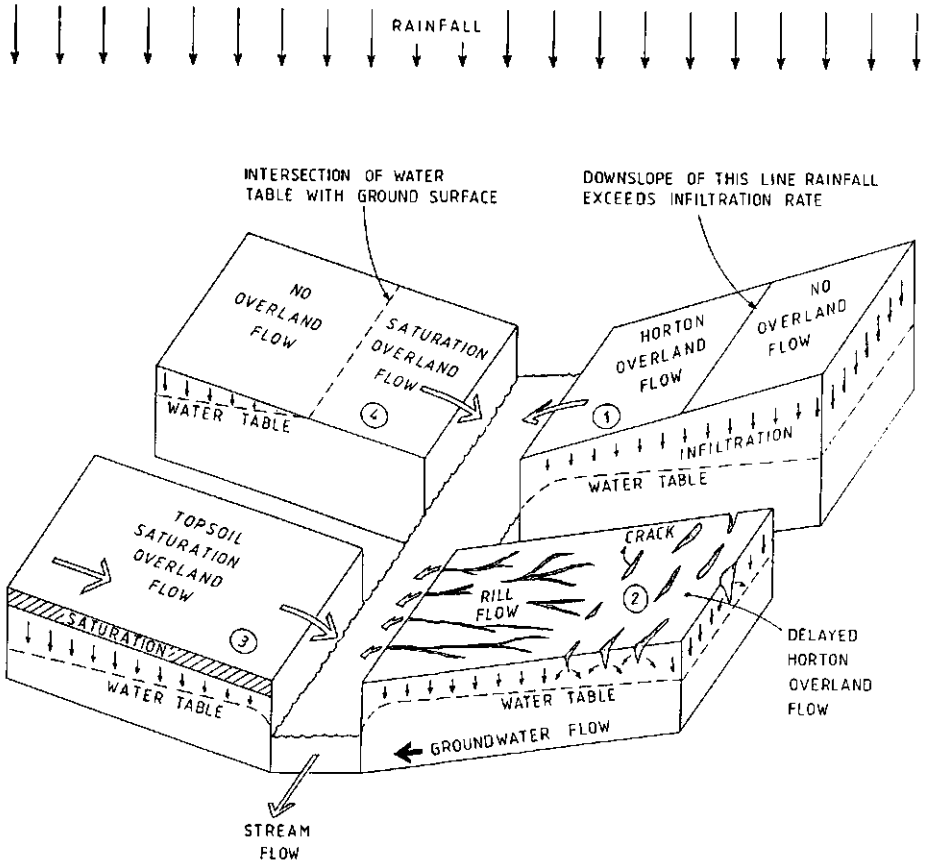 RAINFALL
INTERSECTION OF WATER
TABLE WITH GROUND SURFACE
DOWNSLOPE OF THIS LINE RAINFALL
EXCEEDS INFILTRATION RATE
NO
OVERLAND
FLOW
SATURATION
OVERLAND
FLOW
4
WATER TABLE
HORTON
OVERLAND
FLOW
1
NO
OVERLAND
FLOW
INFILTRATION
WATER TABLE
TOPSOIL
SATURATION
OVERLAND
FLOW
3
SATURATION
WATER TABLE
CRACK
RILL
FLOW
2
WATER TABLE
GROUNDWATER FLOW
DELAYED
HORTON
OVERLAND
FLOW
STREAM
FLOW